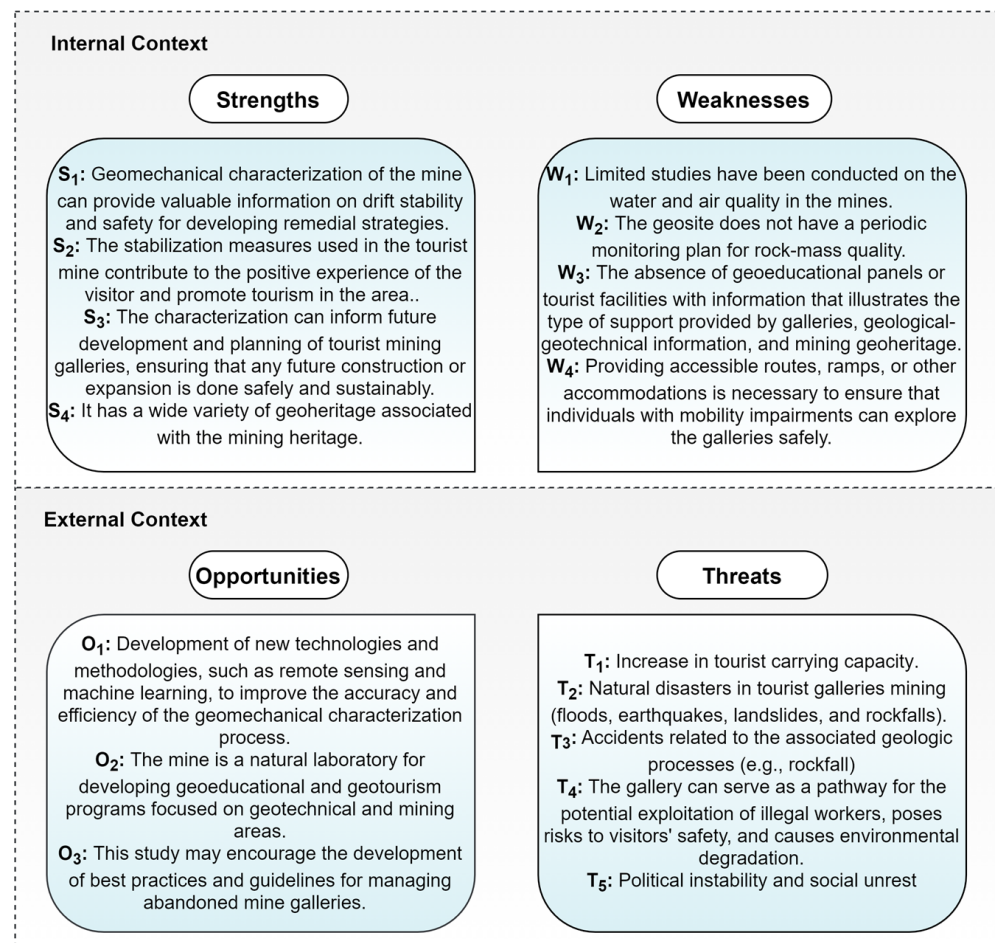 Internal Context
Strengths
S1: Geomechanical characterization of the mine
can provide valuable information on drift stability
and safety for developing remedial strategies.
S2: The stabilization measures used in the tourist
mine contribute to the positive experience of the
visitor and promote tourism in the area..
S3: The characterization can inform future
development and planning of tourist mining
galleries, ensuring that any future construction or
expansion is done safely and sustainably.
S4: It has a wide variety of geoheritage associated
with the mining heritage.
Weaknesses
W1: Limited studies have been conducted on the
water and air quality in the mines.
W2: The geosite does not have a periodic
monitoring plan for rock-mass quality.
W3: The absence of geoeducational panels or
tourist facilities with information that illustrates the
type of support provided by galleries, geological-
geotechnical information, and mining geoheritage.
W4: Providing accessible routes, ramps, or other
accommodations is necessary to ensure that
individuals with mobility impairments can explore
the galleries safely.
External Context
Opportunities
O1: Development of new technologies and
methodologies, such as remote sensing and
machine learning, to improve the accuracy and
efficiency of the geomechanical characterization
process.
O2: The mine is a natural laboratory for
developing geoeducational and geotourism
programs focused on geotechnical and mining
areas.
O3: This study may encourage the development
of best practices and guidelines for managing
abandoned mine galleries.
Threats
T1: Increase in tourist carrying capacity.
T2: Natural disasters in tourist galleries mining
(floods, earthquakes, landslides, and rockfalls).
T3: Accidents related to the associated geologic
processes (e.g., rockfall)
T4: The gallery can serve as a pathway for the
potential exploitation of illegal workers, poses
risks to visitors' safety, and causes environmental
degradation.
T5: Political instability and social unrest